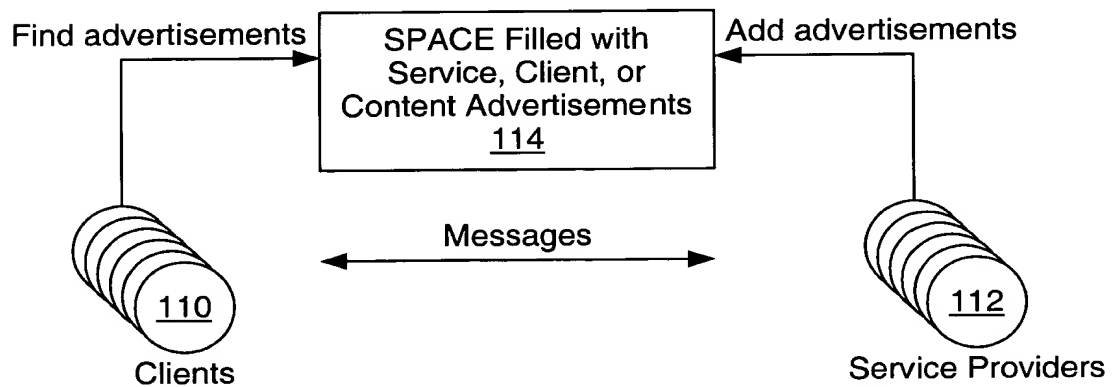 Find advertisements
SPACE Filled with
Service, Client, or
Content Advertisements
114
Add advertisements
Messages
110
Clients
112
Service Providers